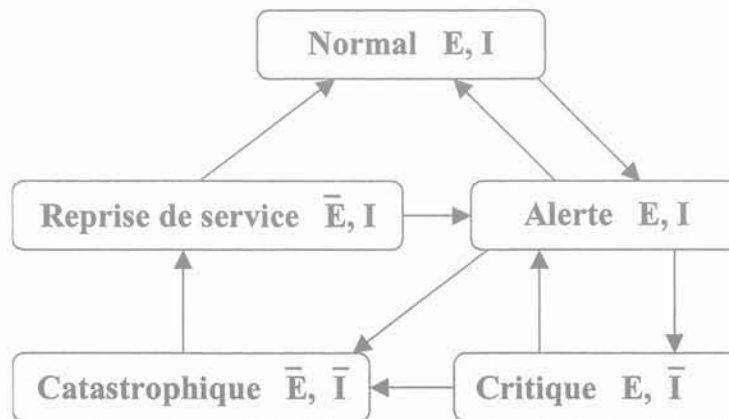 Normal E, I
Reprise de service E̅, I
Alerte E, I
Catastrophique E̅, I̅
Critique E, I̅